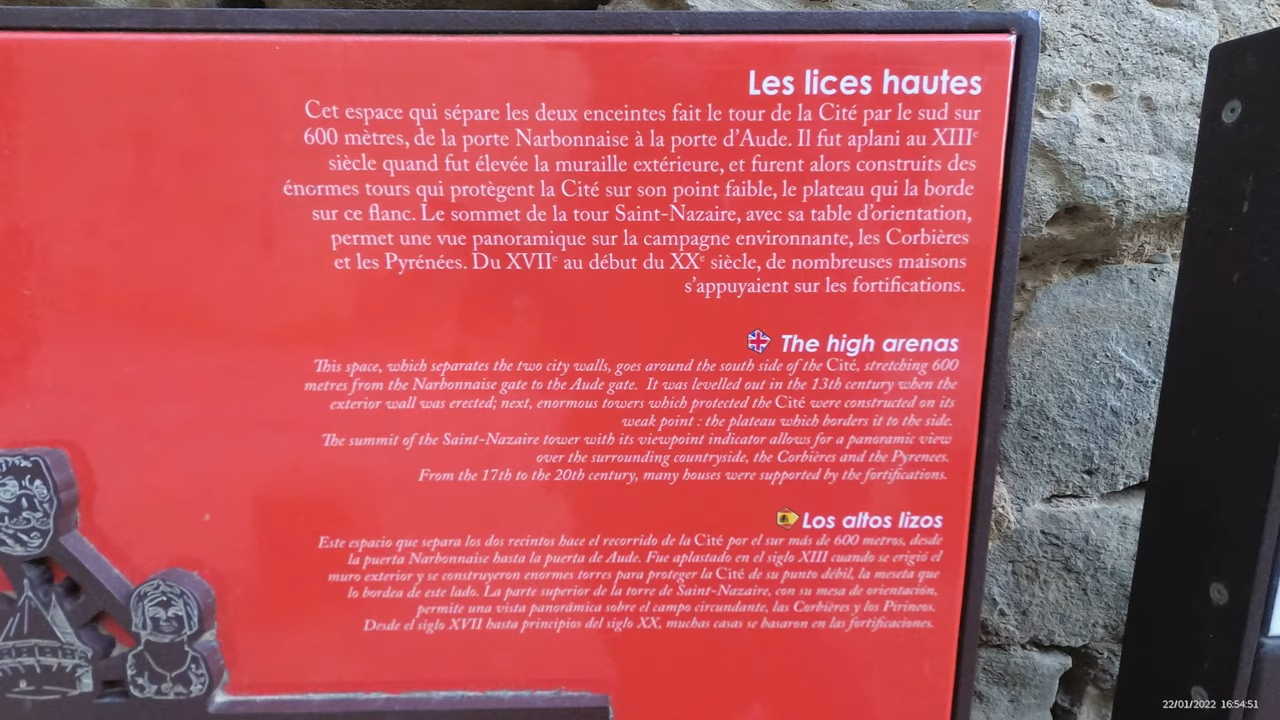 Les lices hautes
Cet espace qui sépare les deux enceintes fait le tour de la Cité par le sud sur
600 mètres, de la porte Narbonnaise à la porte d'Aude. Il fut aplani au XIIIe
siècle quand fut élevée la muraille extérieure, et furent alors construits des
énormes tours qui protègent la Cité sur son point faible, le plateau qui la borde
sur ce flanc. Le sommet de la tour Saint-Nazaire, avec sa table d'orientation,
permet une vue panoramique sur la campagne environnante, les Corbières
et les Pyrénées. Du XVIIe au début du XXe siècle, de nombreuses maisons
s'appuyaient sur les fortifications.
The high arenas
This space, which separates the two city walls, goes around the south side of the Cité, stretching 600
metres from the Narbonnaise gate to the Aude gate. It was levelled out in the 13th century when the
exterior wall was erected; next, enormous towers which protected the Cité were constructed on its
weak point : the plateau which borders it to the side.
The summit of the Saint-Nazaire tower with its viewpoint indicator allows for a panoramic view
over the surrounding countryside, the Corbières and the Pyrenees.
From the 17th to the 20th century, many houses were supported by the fortifications.
Los altos lizos
Este espacio que separa los dos recintos hace el recorrido de la Cité por el sur más de 600 metros, desde
la puerta Narbonnaise hasta la puerta de Aude. Fue aplastado en el siglo XIII cuando se erigió el
muro exterior y se construyeron enormes torres para proteger la Cité de su punto débil, la meseta que
lo bordea de este lado. La parte superior de la torre de Saint-Nazaire, con su mesa de orientación,
permite una vista panorámica sobre el campo circundante, las Corbières y los Pirineos.
Desde el siglo XVII hasta principios del siglo XX, muchas casas se basaron en las fortificaciones.
22/01/2022 16:54:51